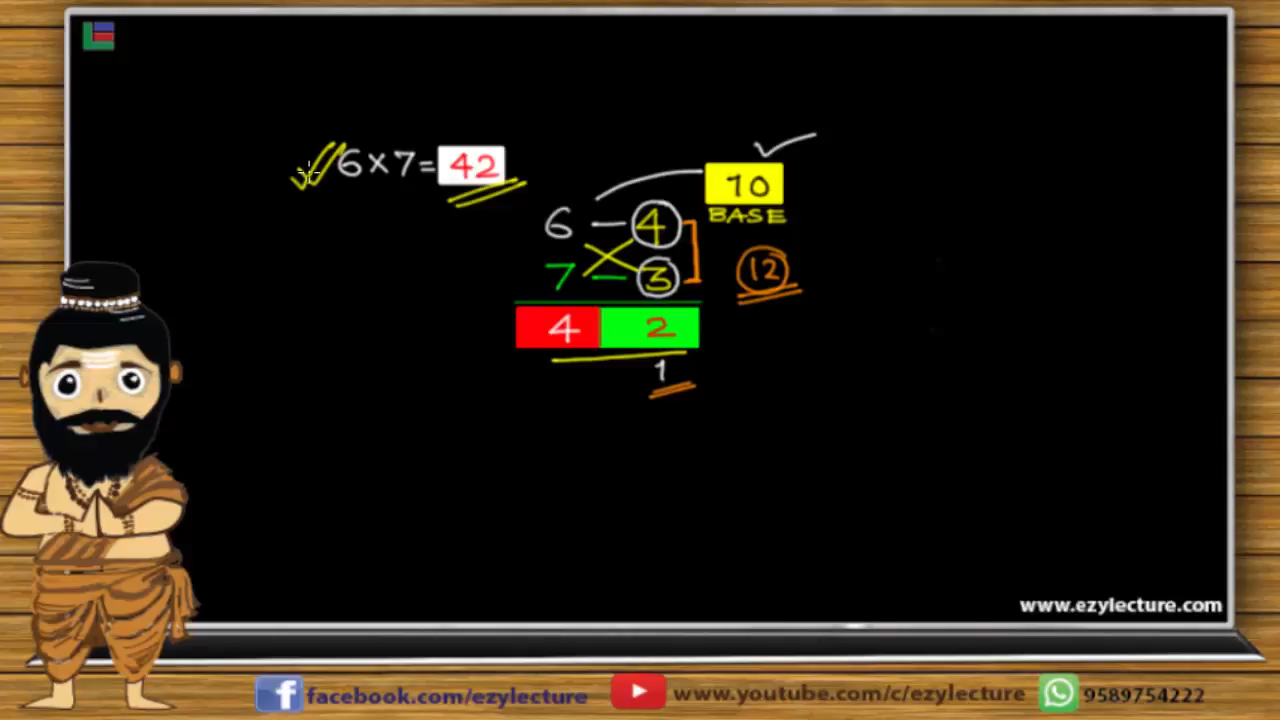 6×7=42
10
BASE
6 – 4
7 – 3
12
4 2
1
www.ezylecture.com
facebook.com/ezylecture
www.youtube.com/c/ezylecture
9589754222